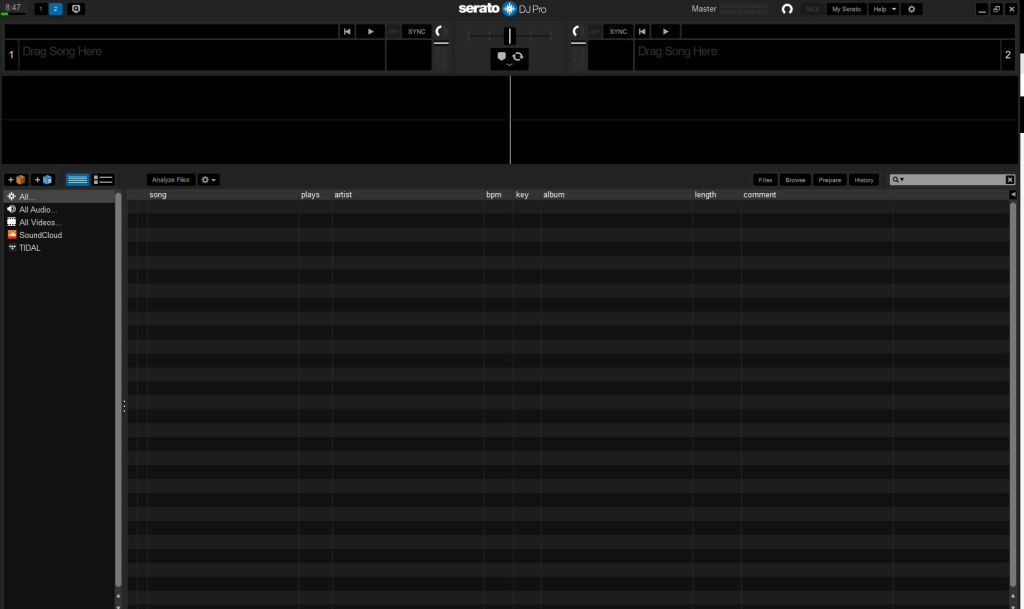 8:47 1 2 serato DJ Pro Master MIDI My Serato Help
OFF SYNC OFF SYNC
1 Drag Song Here Drag Song Here 2
Analyze Files Files Browse Prepare History
song plays artist bpm key album length comment
All...
All Audio...
All Videos...
SoundCloud
TIDAL